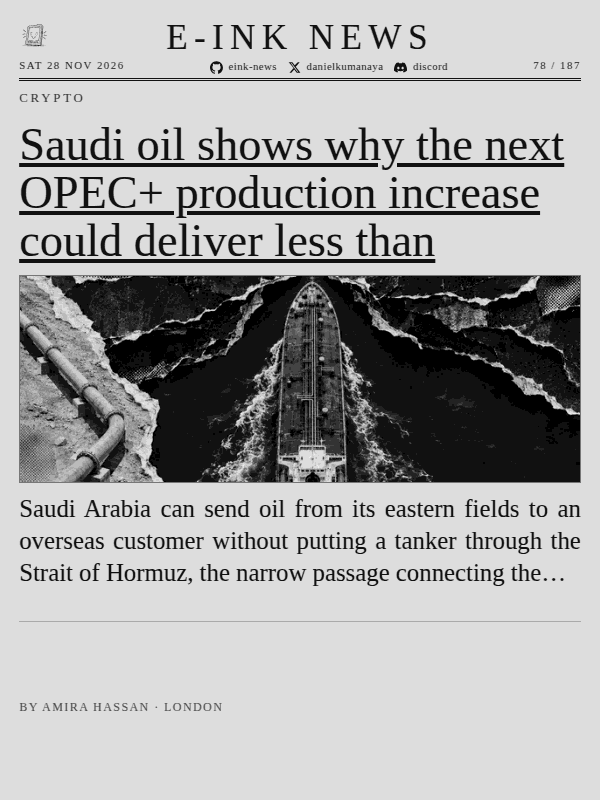 E-INK NEWS
SAT 28 NOV 2026
eink-news danielkumanaya discord
78 / 187
CRYPTO
Saudi oil shows why the next
OPEC+ production increase
could deliver less than
Saudi Arabia can send oil from its eastern fields to an
overseas customer without putting a tanker through the
Strait of Hormuz, the narrow passage connecting the…
BY AMIRA HASSAN · LONDON